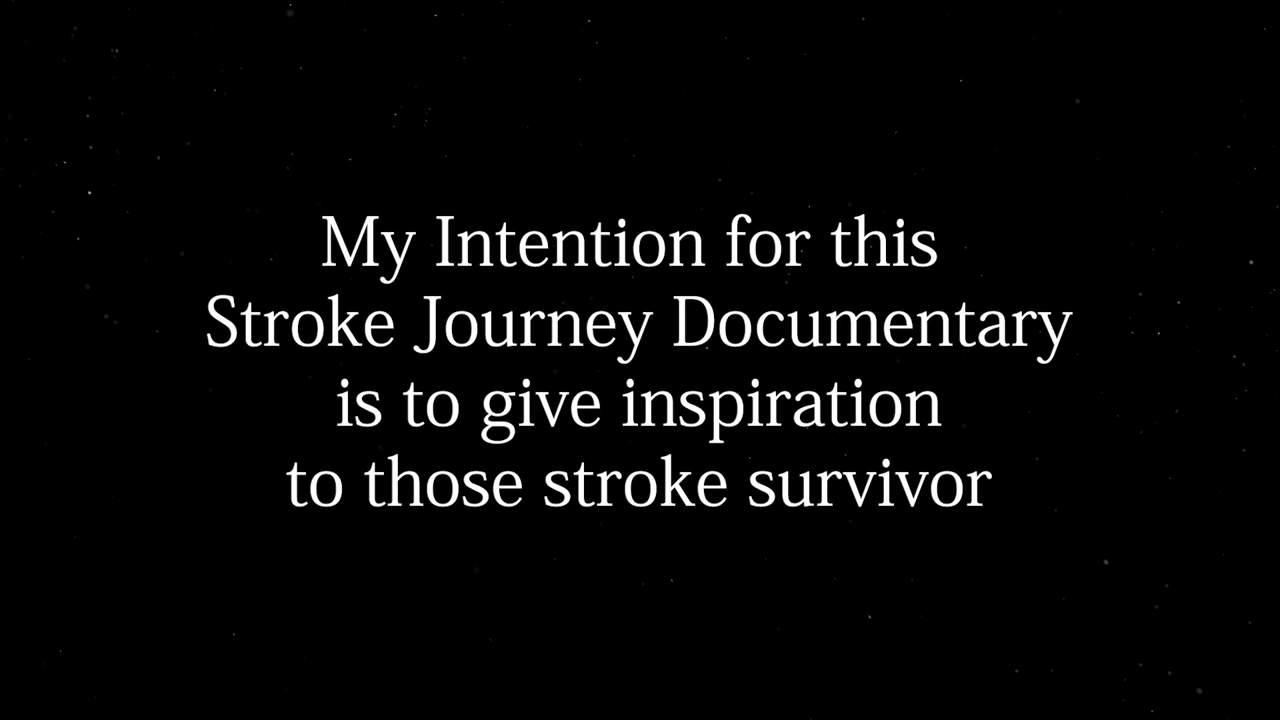 My Intention for this
Stroke Journey Documentary
is to give inspiration
to those stroke survivor